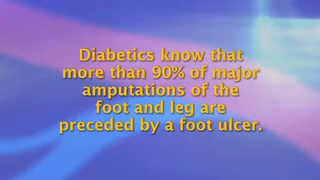 Diabetics know that
more than 90% of major
amputations of the
foot and leg are
preceded by a foot ulcer.